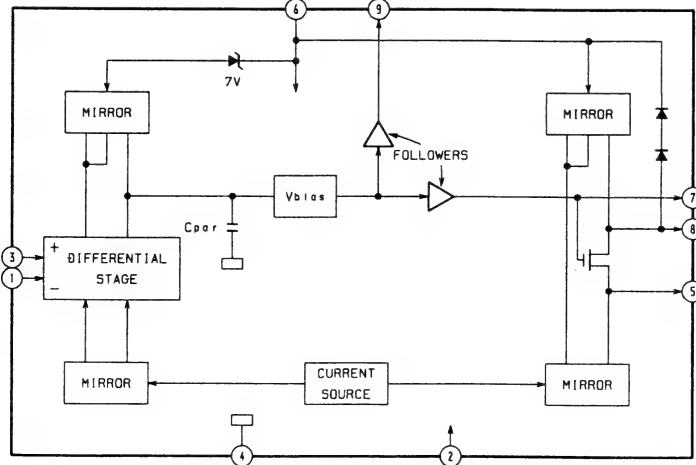 6
9
7V
MIRROR
MIRROR
FOLLOWERS
Vbias
7
Cpar
8
3
+ DIFFERENTIAL
STAGE
1
−
5
MIRROR
CURRENT
SOURCE
MIRROR
4
2